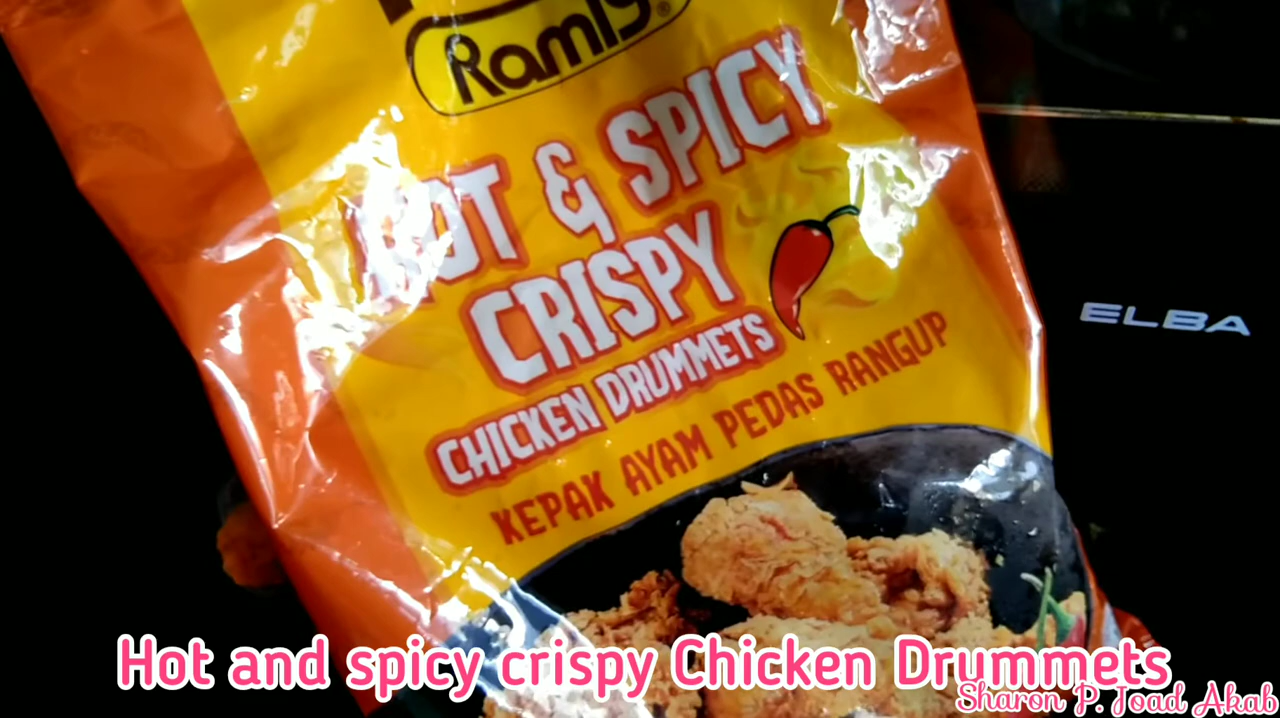 Ramly®
HOT & SPICY
CRISPY
CHICKEN DRUMMETS
KEPAK AYAM PEDAS RANGUP
ELBA
Hot and spicy crispy Chicken Drummets
Sharon P. Joad Akab